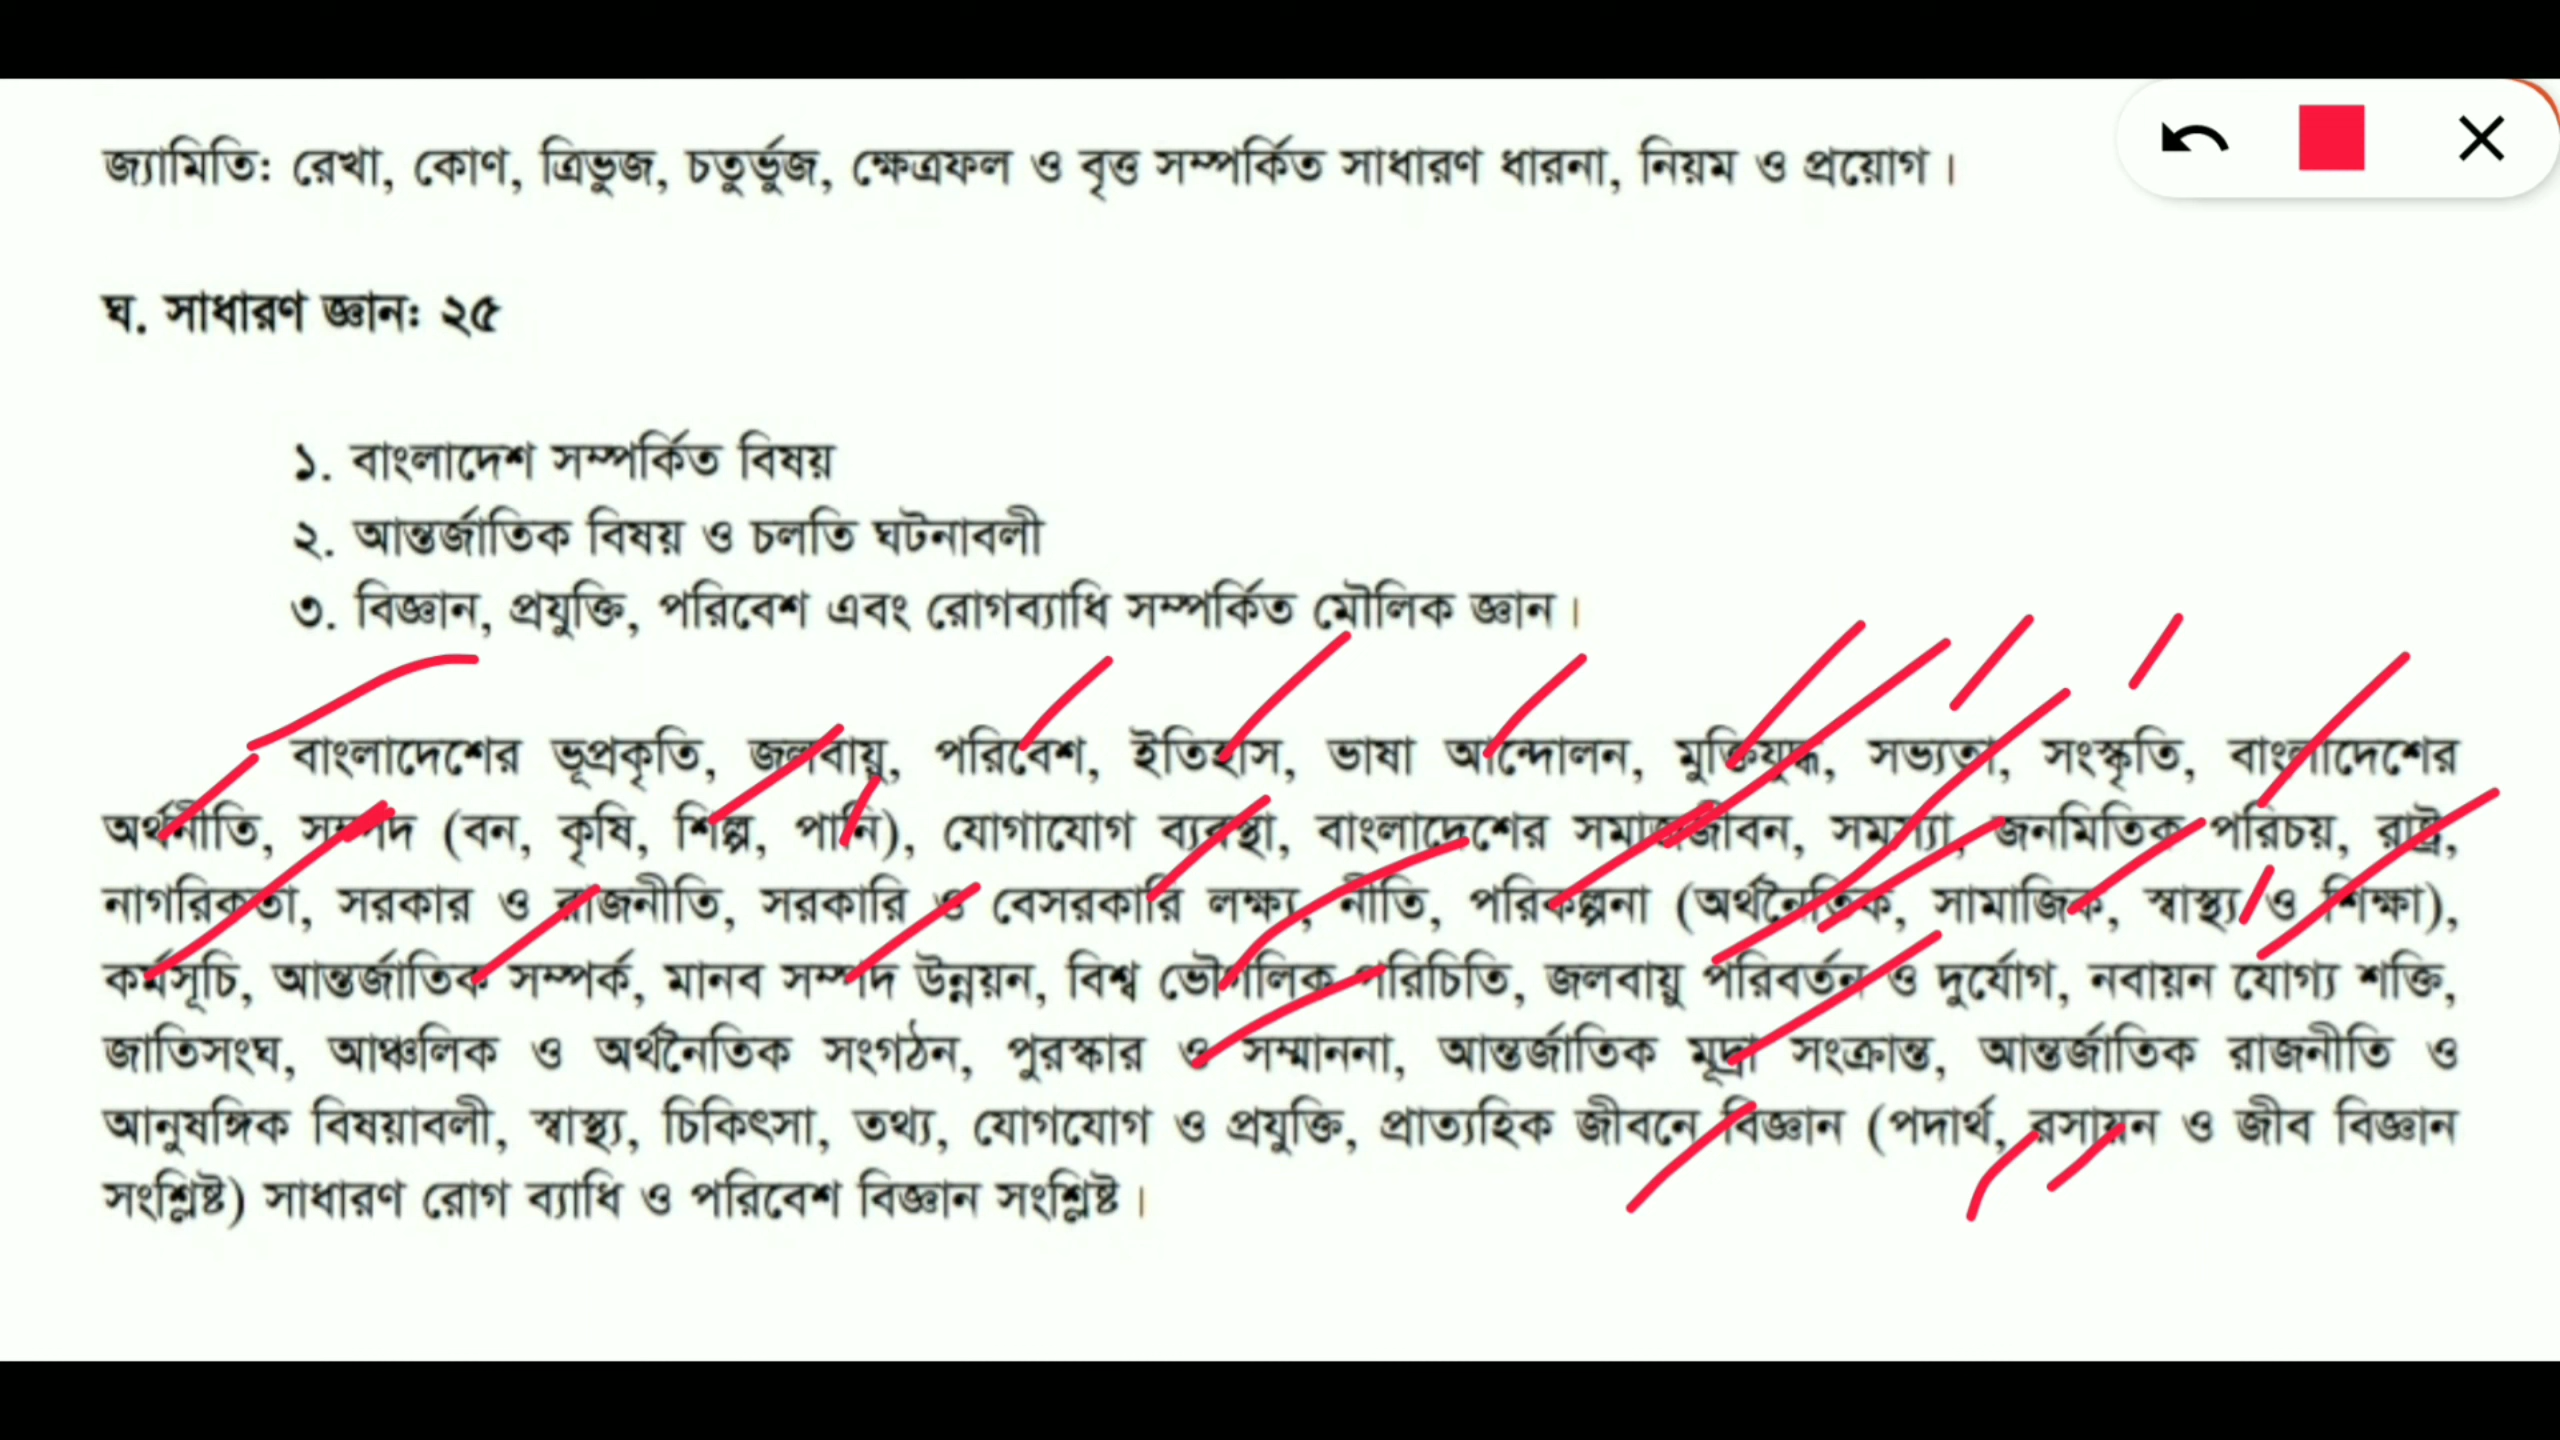 জ্যামিতি: রেখা, কোণ, ত্রিভুজ, চতুর্ভুজ, ক্ষেত্রফল ও বৃত্ত সম্পর্কিত সাধারণ ধারনা, নিয়ম ও প্রয়োগ।
ঘ. সাধারণ জ্ঞানঃ ২৫
১. বাংলাদেশ সম্পর্কিত বিষয়
২. আন্তর্জাতিক বিষয় ও চলতি ঘটনাবলী
৩. বিজ্ঞান, প্রযুক্তি, পরিবেশ এবং রোগব্যাধি সম্পর্কিত মৌলিক জ্ঞান।
বাংলাদেশের ভূপ্রকৃতি, জলবায়ু, পরিবেশ, ইতিহাস, ভাষা আন্দোলন, মুক্তিযুদ্ধ, সভ্যতা, সংস্কৃতি, বাংলাদেশের
অর্থনীতি, সম্পদ (বন, কৃষি, শিল্প, পানি), যোগাযোগ ব্যবস্থা, বাংলাদেশের সমাজজীবন, সমস্যা, জনমিতিক পরিচয়, রাষ্ট্র,
নাগরিকতা, সরকার ও রাজনীতি, সরকারি ও বেসরকারি লক্ষ্য, নীতি, পরিকল্পনা (অর্থনৈতিক, সামাজিক, স্বাস্থ্য ও শিক্ষা),
কর্মসূচি, আন্তর্জাতিক সম্পর্ক, মানব সম্পদ উন্নয়ন, বিশ্ব ভৌগলিক পরিচিতি, জলবায়ু পরিবর্তন ও দুর্যোগ, নবায়ন যোগ্য শক্তি,
জাতিসংঘ, আঞ্চলিক ও অর্থনৈতিক সংগঠন, পুরস্কার ও সম্মাননা, আন্তর্জাতিক মূদ্রা সংক্রান্ত, আন্তর্জাতিক রাজনীতি ও
আনুষঙ্গিক বিষয়াবলী, স্বাস্থ্য, চিকিৎসা, তথ্য, যোগযোগ ও প্রযুক্তি, প্রাত্যহিক জীবনে বিজ্ঞান (পদার্থ, রসায়ন ও জীব বিজ্ঞান
সংশ্লিষ্ট) সাধারণ রোগ ব্যাধি ও পরিবেশ বিজ্ঞান সংশ্লিষ্ট।